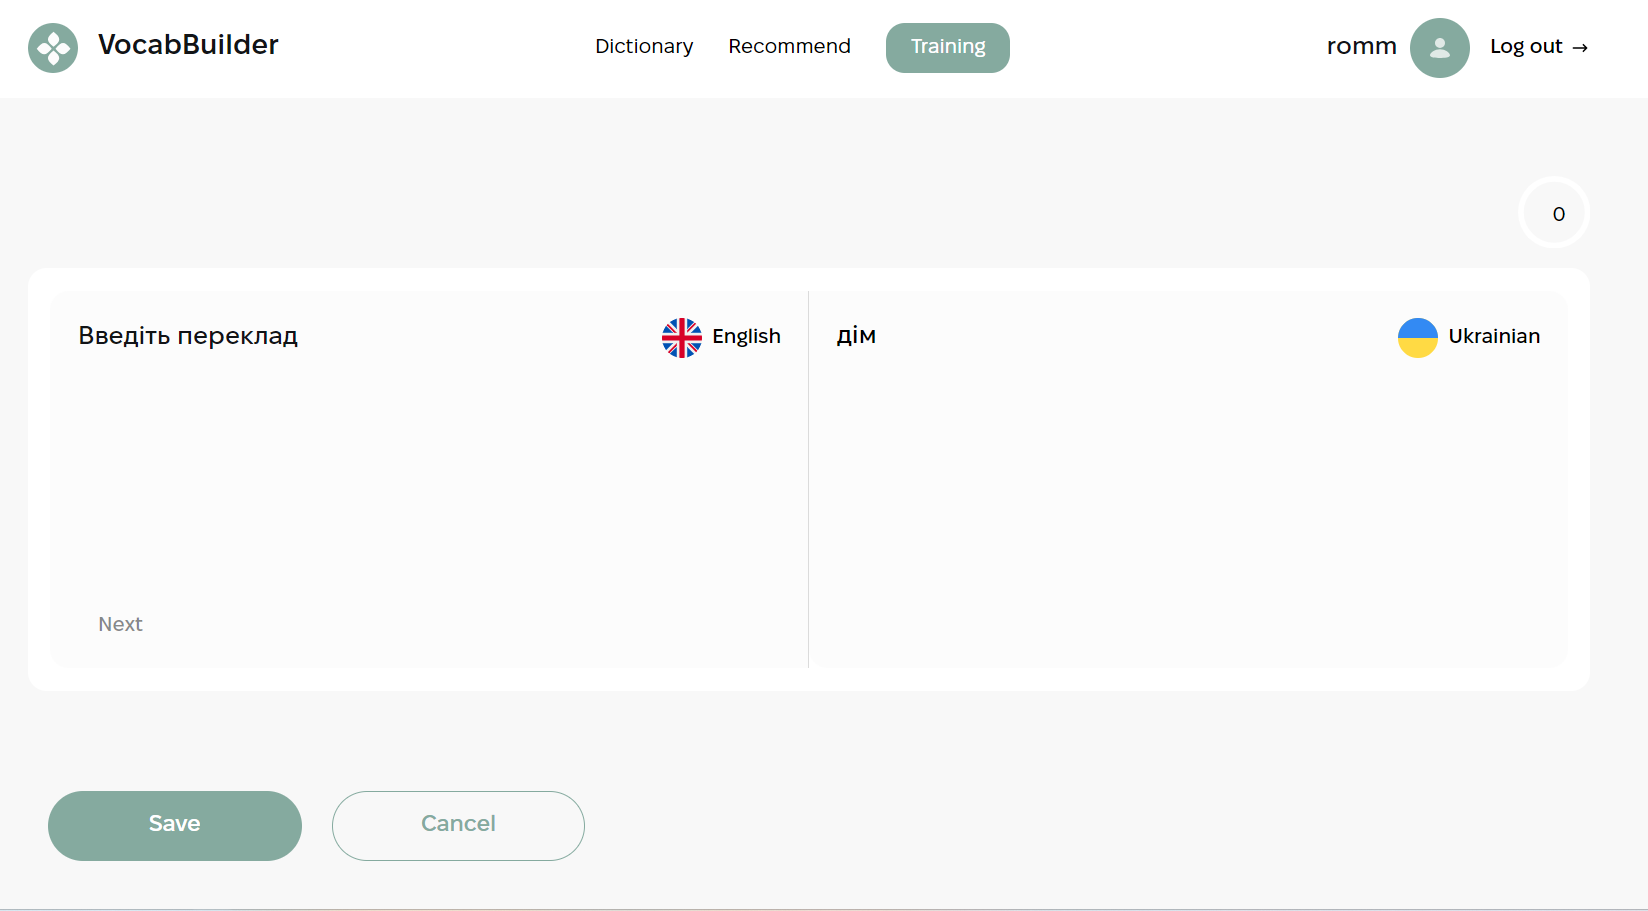 VocabBuilder
Dictionary Recommend Training
romm Log out →
0
Введіть переклад English
дім Ukrainian
Next
Save Cancel